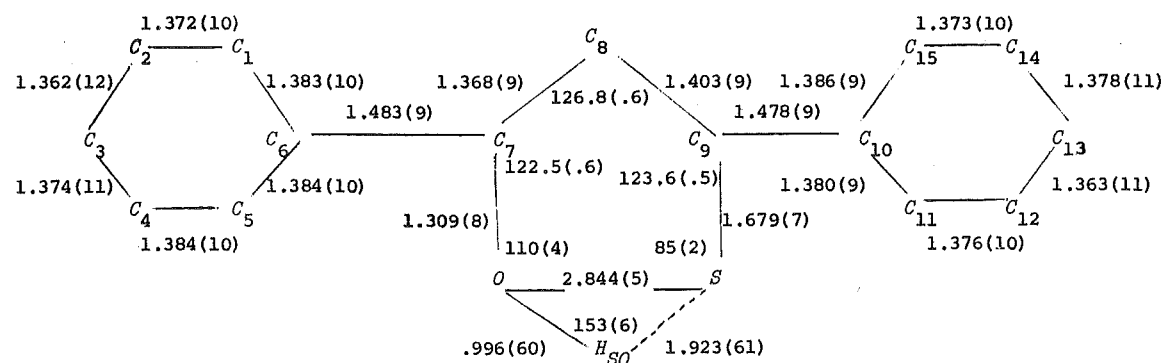 1.372(10) 1.373(10)
C2 C1 C8 C15 C14
1.362(12) 1.383(10) 1.368(9) 1.403(9) 1.386(9) 1.378(11)
126.8(.6)
1.483(9) 1.478(9)
C3 C6 C7 C9 C10 C13
122.5(.6) 123.6(.5)
1.374(11) 1.384(10) 1.380(9) 1.363(11)
C4 C5 1.309(8) 1.679(7) C11 C12
1.384(10) 1.376(10)
110(4) 85(2)
O 2.844(5) S
153(6)
.996(60) HSO 1.923(61)